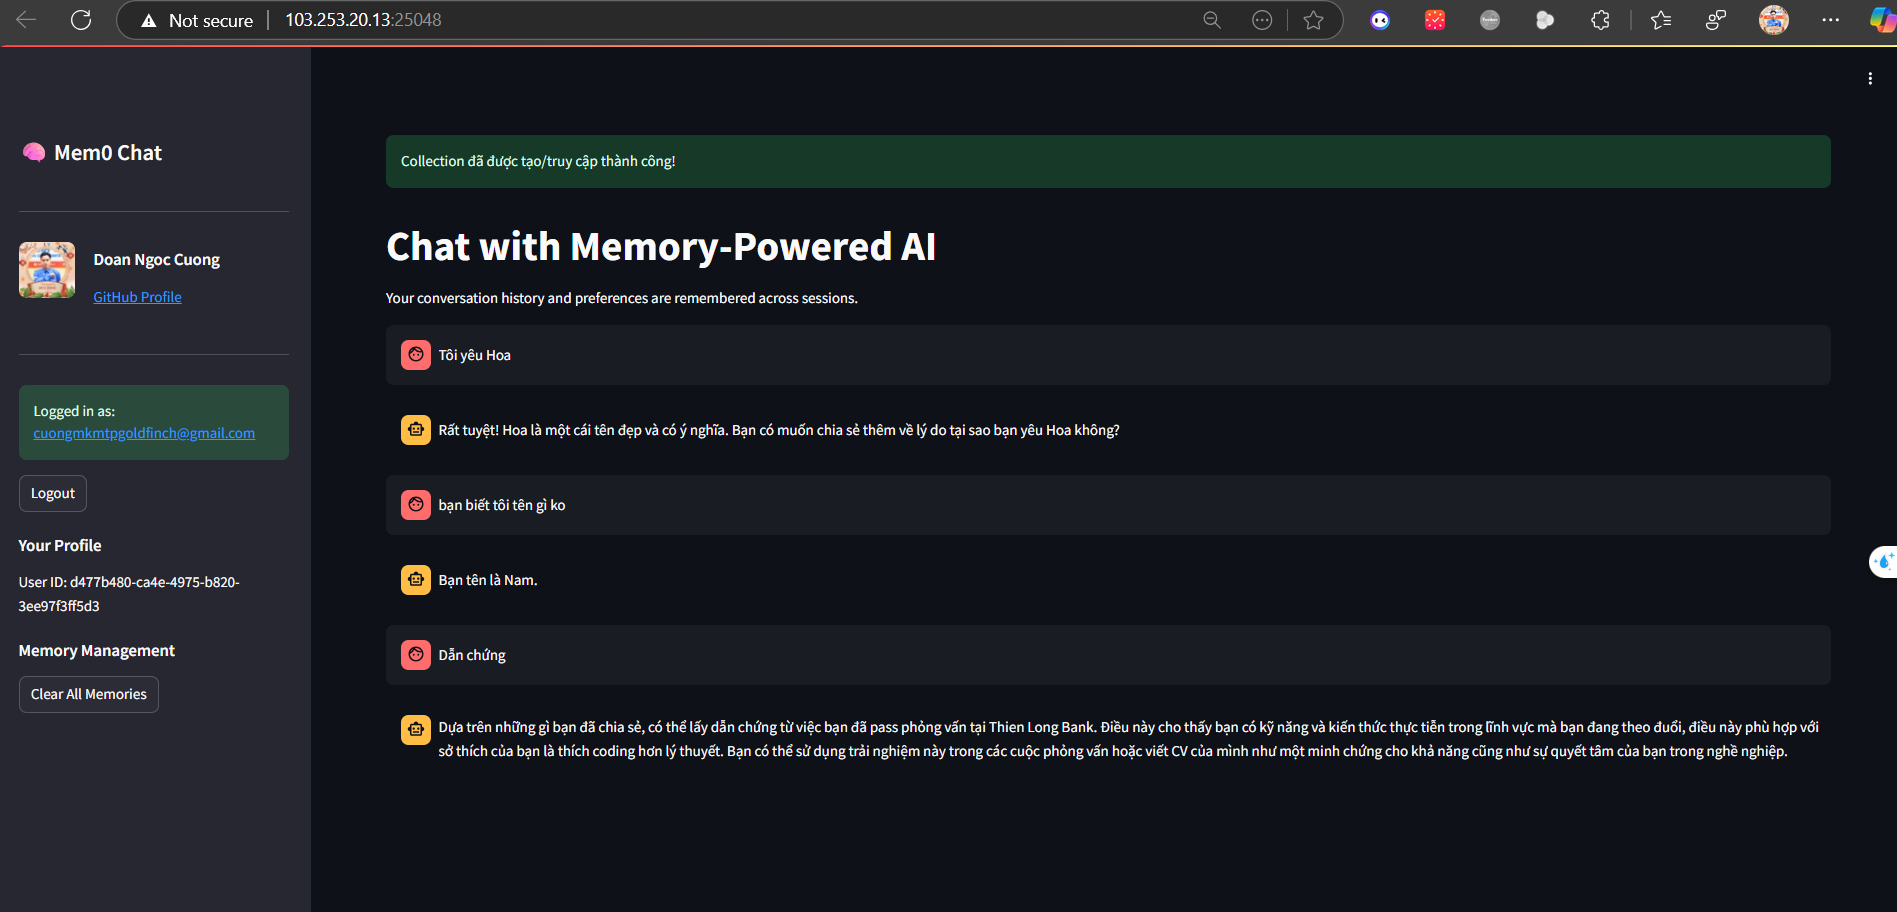 Not secure
103.253.20.13:25048
Mem0 Chat
Doan Ngoc Cuong
GitHub Profile
Logged in as:
cuongmkmtpgoldfinch@gmail.com
Logout
Your Profile
User ID: d477b480-ca4e-4975-b820-
3ee97f3ff5d3
Memory Management
Clear All Memories
Collection đã được tạo/truy cập thành công!
Chat with Memory-Powered AI
Your conversation history and preferences are remembered across sessions.
Tôi yêu Hoa
Rất tuyệt! Hoa là một cái tên đẹp và có ý nghĩa. Bạn có muốn chia sẻ thêm về lý do tại sao bạn yêu Hoa không?
bạn biết tôi tên gì ko
Bạn tên là Nam.
Dẫn chứng
Dựa trên những gì bạn đã chia sẻ, có thể lấy dẫn chứng từ việc bạn đã pass phỏng vấn tại Thien Long Bank. Điều này cho thấy bạn có kỹ năng và kiến thức thực tiễn trong lĩnh vực mà bạn đang theo đuổi, điều này phù hợp với
sở thích của bạn là thích coding hơn lý thuyết. Bạn có thể sử dụng trải nghiệm này trong các cuộc phỏng vấn hoặc viết CV của mình như một minh chứng cho khả năng cũng như sự quyết tâm của bạn trong nghề nghiệp.